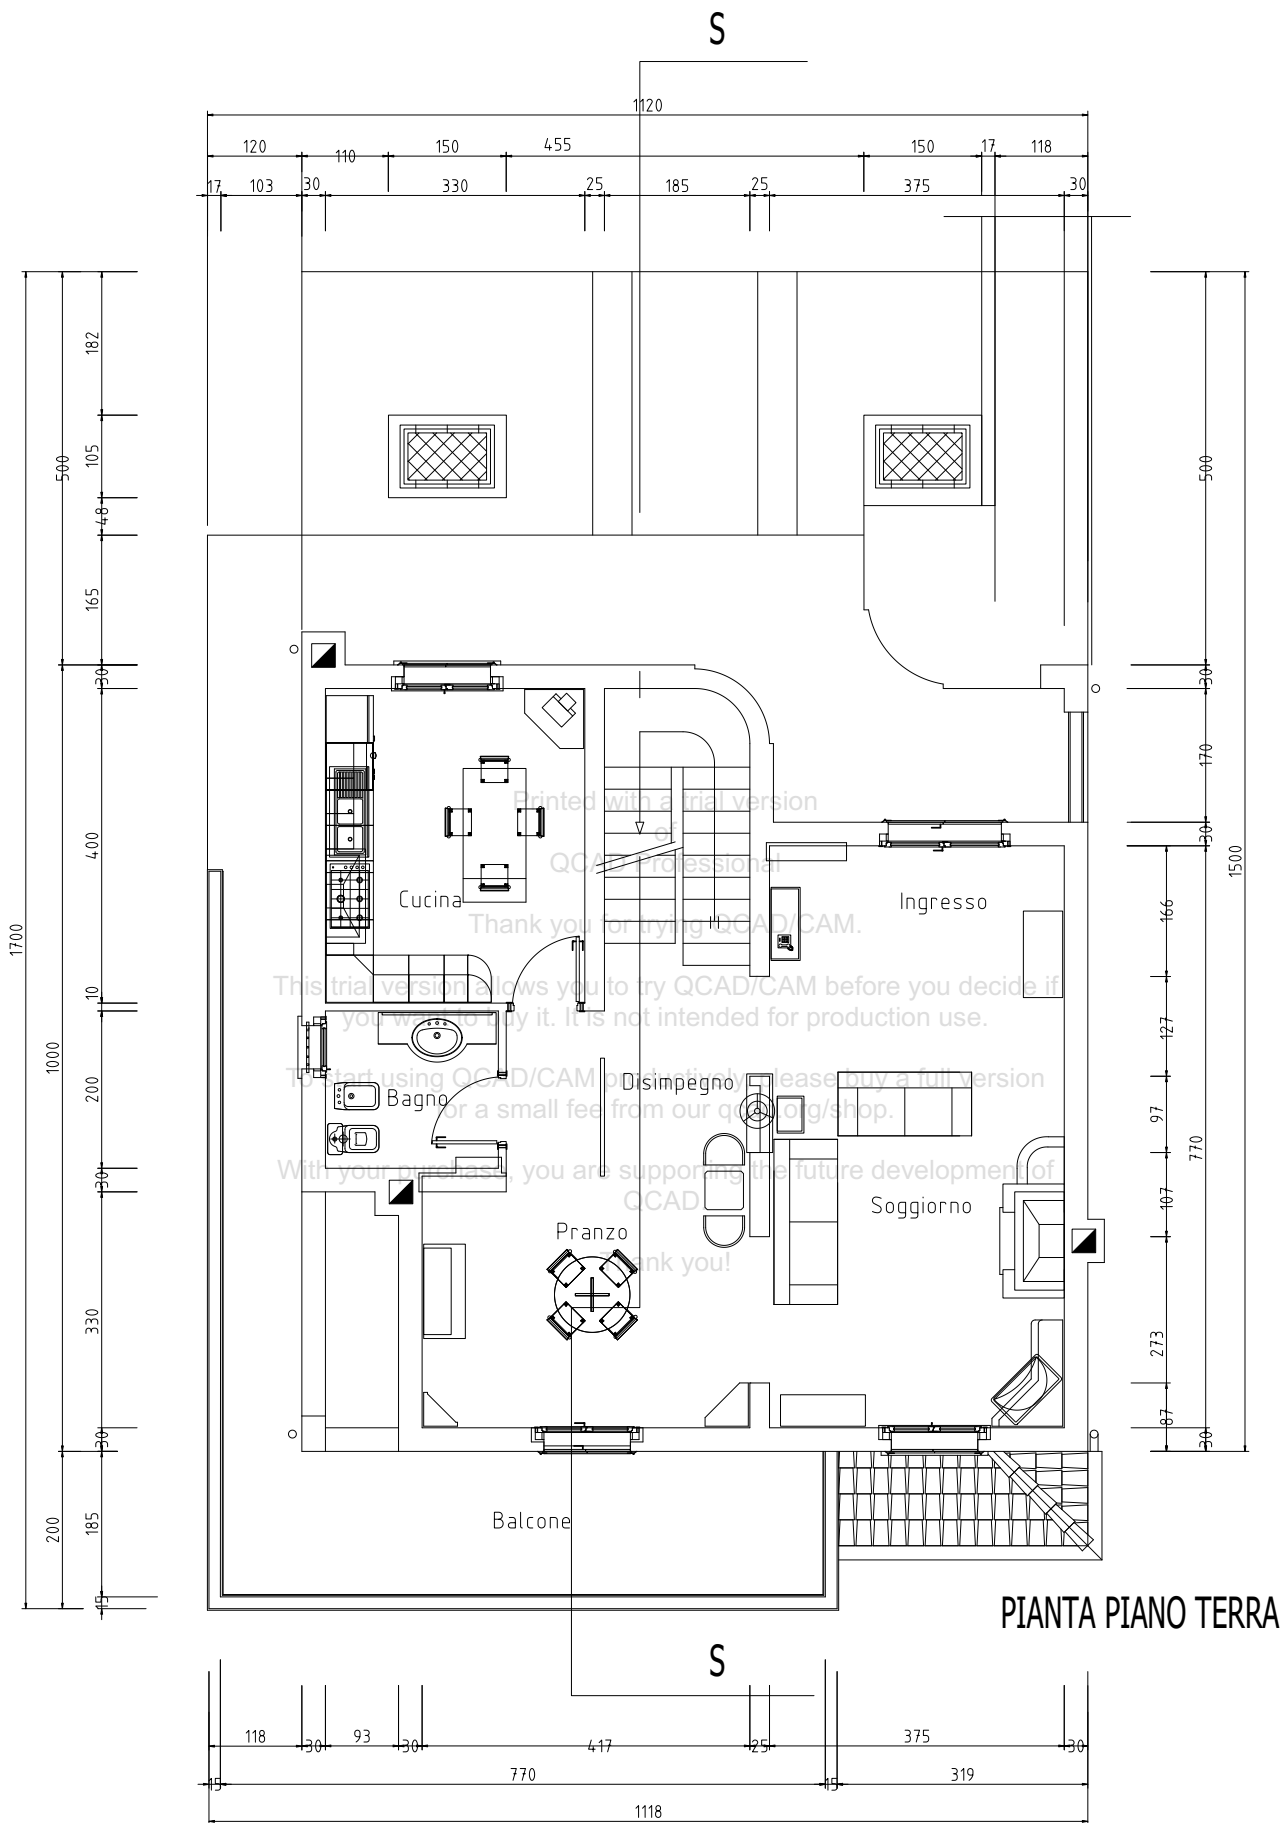 S
1120
120
110
150
455
150
17
118
17
103
30
330
25
185
25
375
30
182
105
500
48
165
30
400
1700
10
1000
200
30
330
30
200
185
15
500
30
170
30
1500
166
127
97
770
107
273
87
30
Printed with a trial version
of
QCAD Professional
Cucina
Ingresso
Thank you for trying QCAD/CAM.
This trial version allows you to try QCAD/CAM before you decide if
you want to buy it. It is not intended for production use.
To start using QCAD/CAM productively, please buy a full version
Disimpegno
Bagno
or a small fee from our qcad.org/shop.
With your purchase, you are supporting the future development of
QCAD.
Soggiorno
Pranzo
Thank you!
Balcone
PIANTA PIANO TERRA
S
118
30
93
30
417
25
375
30
15
770
15
319
1118